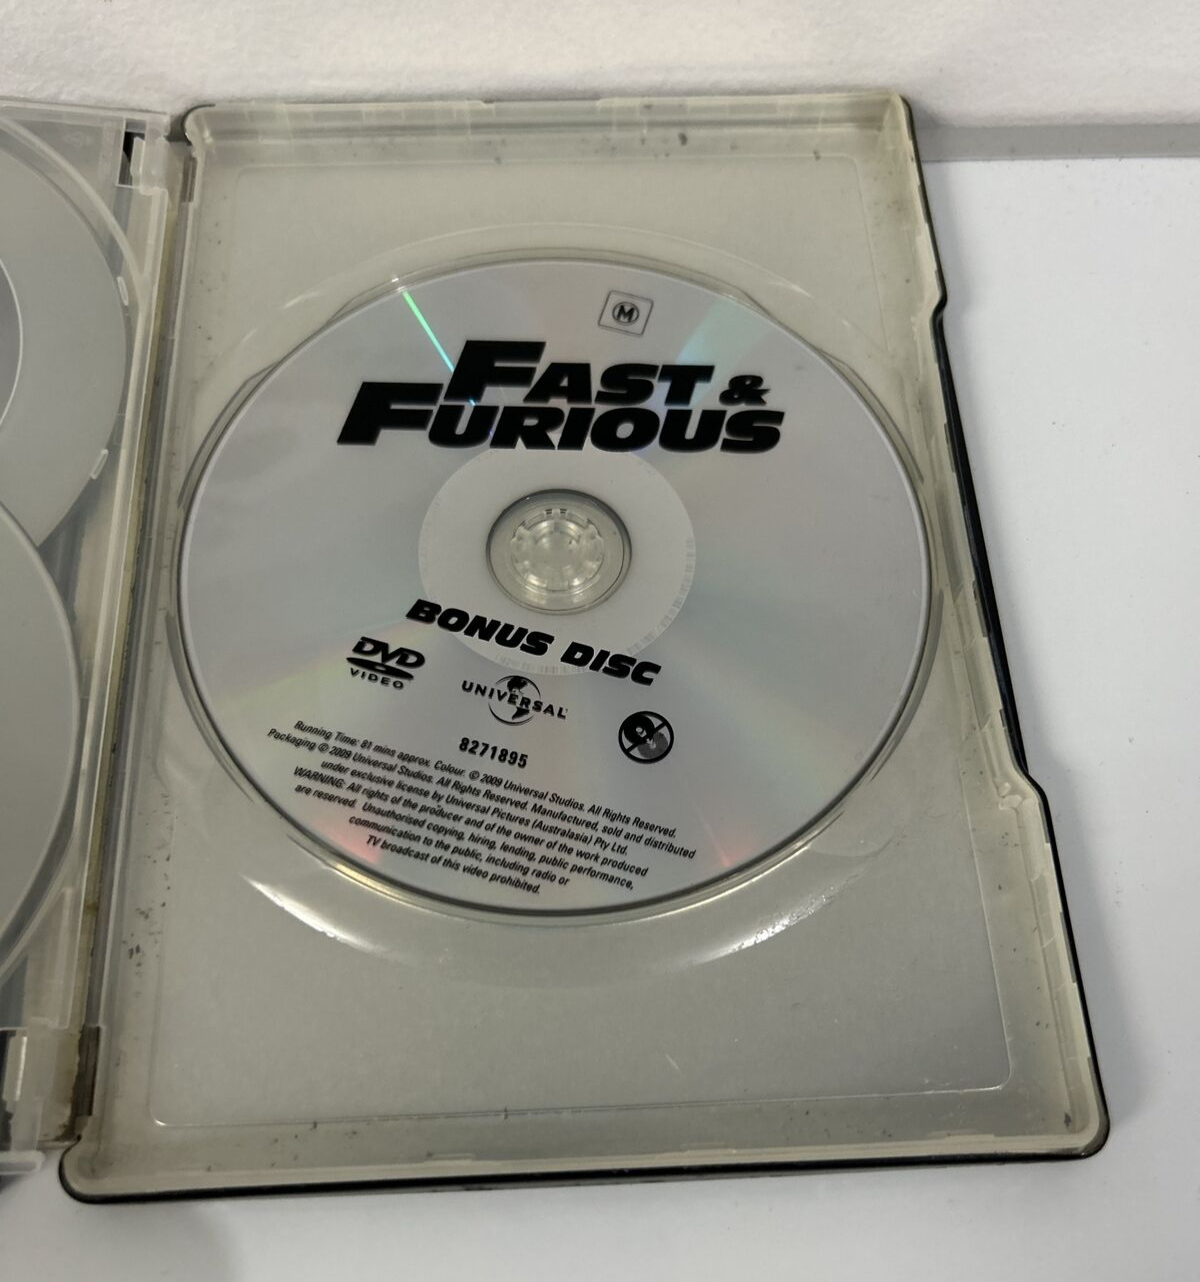 M
FAST &
FURIOUS
BONUS DISC
DVD
VIDEO
UNIVERSAL
8271895
Running Time: 81 mins approx. Colour. © 2009 Universal Studios. All Rights Reserved.
Packaging © 2009 Universal Studios. All Rights Reserved. Manufactured, sold and distributed
under exclusive license by Universal Pictures (Australasia) Pty Ltd.
WARNING: All rights of the producer and of the owner of the work produced
are reserved. Unauthorised copying, hiring, lending, public performance,
communication to the public, including radio or
TV broadcast of this video prohibited.